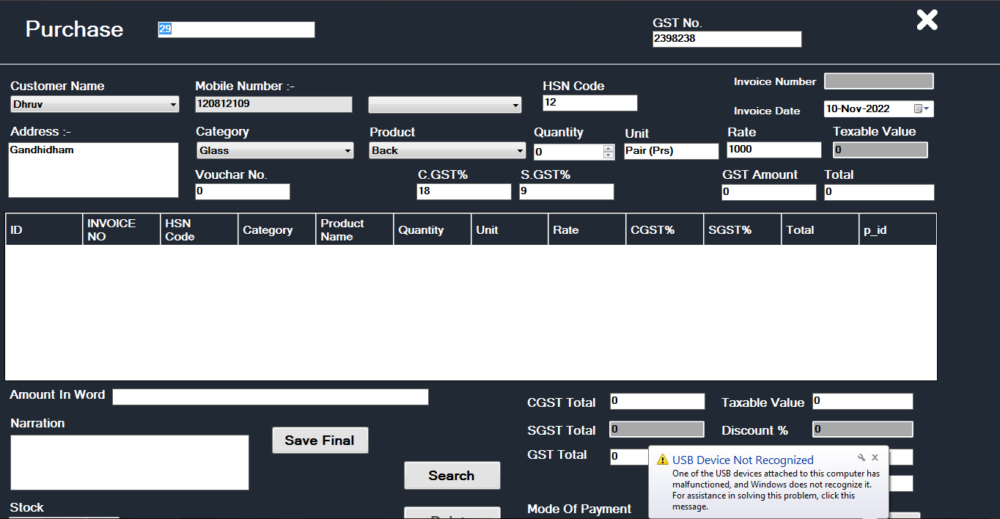 Purchase
29
GST No.
2398238
Customer Name
Dhruv
Mobile Number :-
120812109
HSN Code
12
Invoice Number
Invoice Date
10-Nov-2022
Address :-
Gandhidham
Category
Glass
Product
Back
Quantity
0
Unit
Pair (Prs)
Rate
1000
Texable Value
0
Vouchar No.
0
C.GST%
18
S.GST%
9
GST Amount
0
Total
0
ID
INVOICE
NO
HSN
Code
Category
Product
Name
Quantity
Unit
Rate
CGST%
SGST%
Total
p_id
Amount In Word
CGST Total
0
Taxable Value
0
Narration
Save Final
SGST Total
0
Discount %
0
GST Total
0
Search
USB Device Not Recognized
One of the USB devices attached to this computer has
malfunctioned, and Windows does not recognize it.
For assistance in solving this problem, click this
message.
Stock
Mode Of Payment